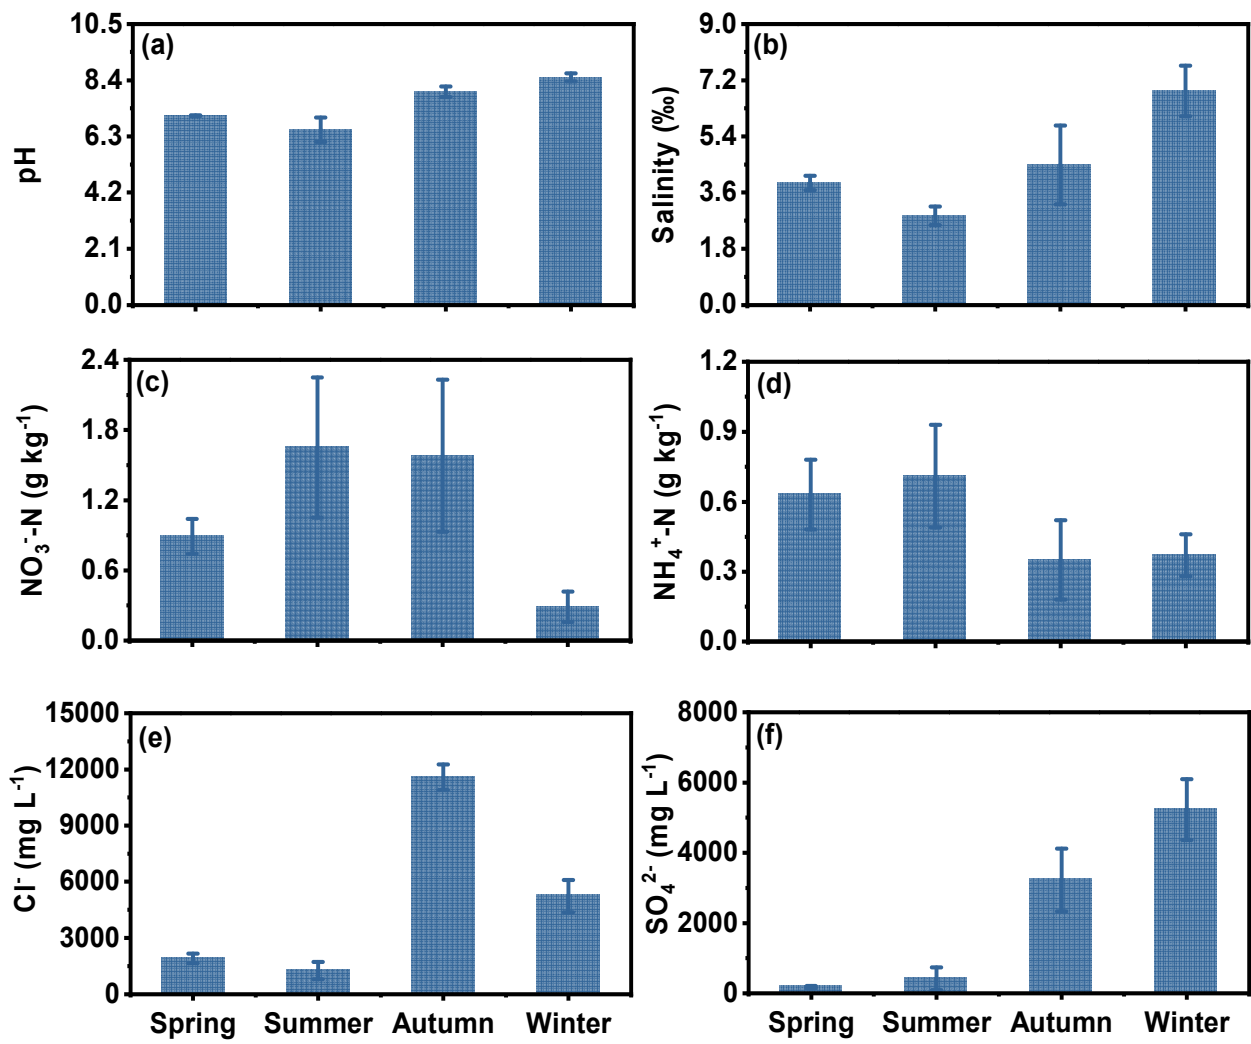 (a)
pH
10.5
8.4
6.3
4.2
2.1
0.0
(b)
Salinity (‰)
9.0
7.2
5.4
3.6
1.8
0.0
(c)
NO₃⁻-N (g kg⁻¹)
2.4
1.8
1.2
0.6
0.0
(d)
NH₄⁺-N (g kg⁻¹)
1.2
0.9
0.6
0.3
0.0
(e)
Cl⁻ (mg L⁻¹)
15000
12000
9000
6000
3000
0
Spring Summer Autumn Winter
(f)
SO₄²⁻ (mg L⁻¹)
8000
6000
4000
2000
0
Spring Summer Autumn Winter